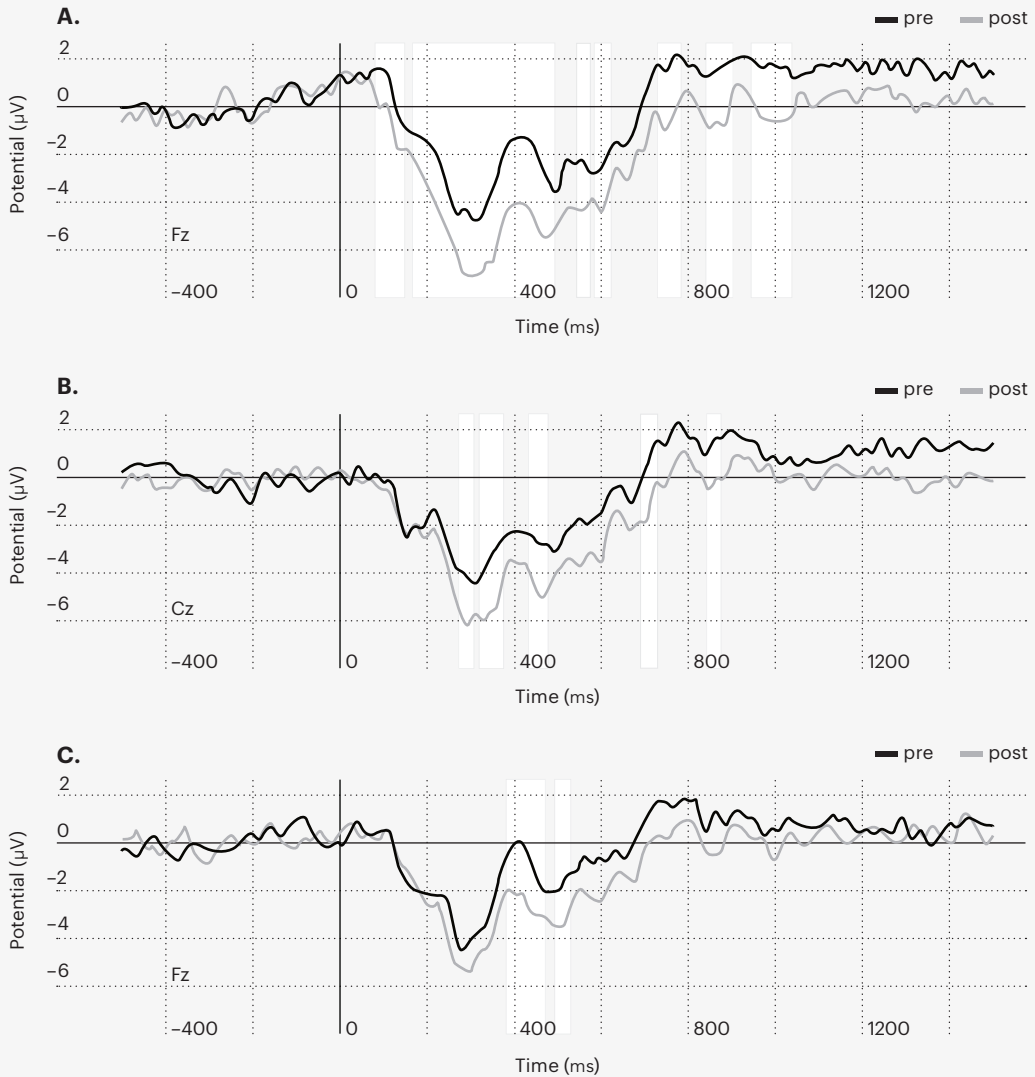 A.
pre post
2
0
−2
−4
−6
Potential (μV)
Fz
−400 0 400 800 1200
Time (ms)
B.
pre post
2
0
−2
−4
−6
Potential (μV)
Cz
−400 0 400 800 1200
Time (ms)
C.
pre post
2
0
−2
−4
−6
Potential (μV)
Fz
−400 0 400 800 1200
Time (ms)